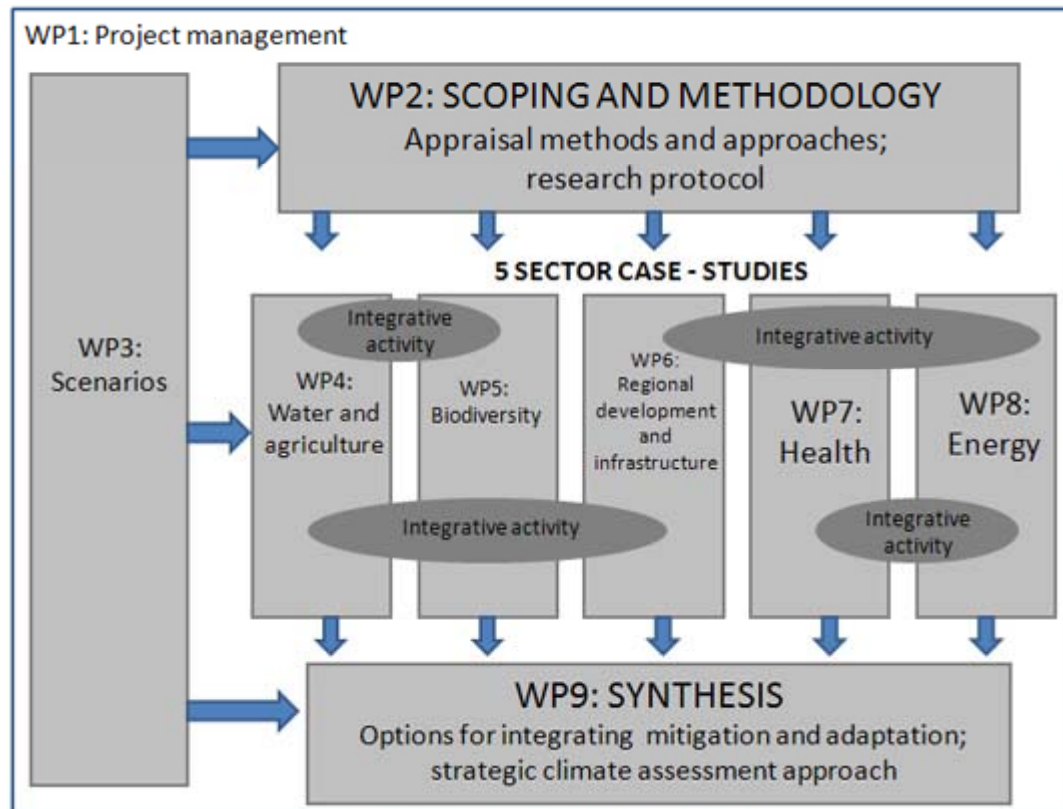 WP1: Project management
WP2: SCOPING AND METHODOLOGY
Appraisal methods and approaches;
research protocol
5 SECTOR CASE - STUDIES
WP3:
Scenarios
Integrative
activity
WP4:
Water and
agriculture
WP5:
Biodiversity
WP6:
Regional
development
and
infrastructure
Integrative activity
WP7:
Health
WP8:
Energy
Integrative activity
Integrative
activity
WP9: SYNTHESIS
Options for integrating mitigation and adaptation;
strategic climate assessment approach